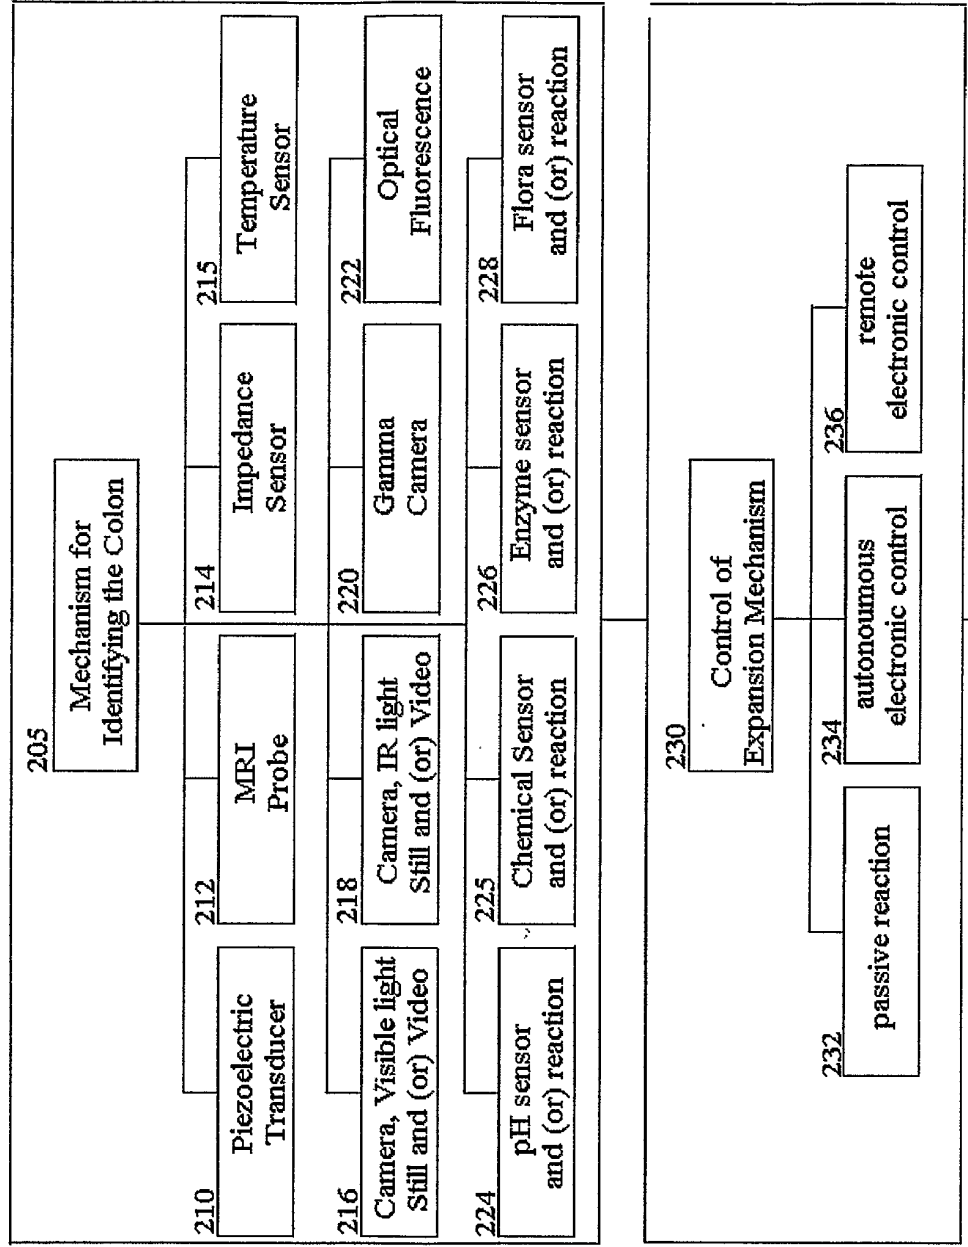 205
Mechanism for
Identifying the Colon
210
Piezoelectric
Transducer
212
MRI
Probe
214
Impedance
Sensor
215
Temperature
Sensor
216
Camera, Visible light
Still and (or) Video
218
Camera, IR light
Still and (or) Video
220
Gamma
Camera
222
Optical
Fluorescence
224
pH sensor
and (or) reaction
225
Chemical Sensor
and (or) reaction
226
Enzyme sensor
and (or) reaction
228
Flora sensor
and (or) reaction
230
Control of
Expansion Mechanism
232
passive reaction
234
autonoumous
electronic control
236
remote
electronic control